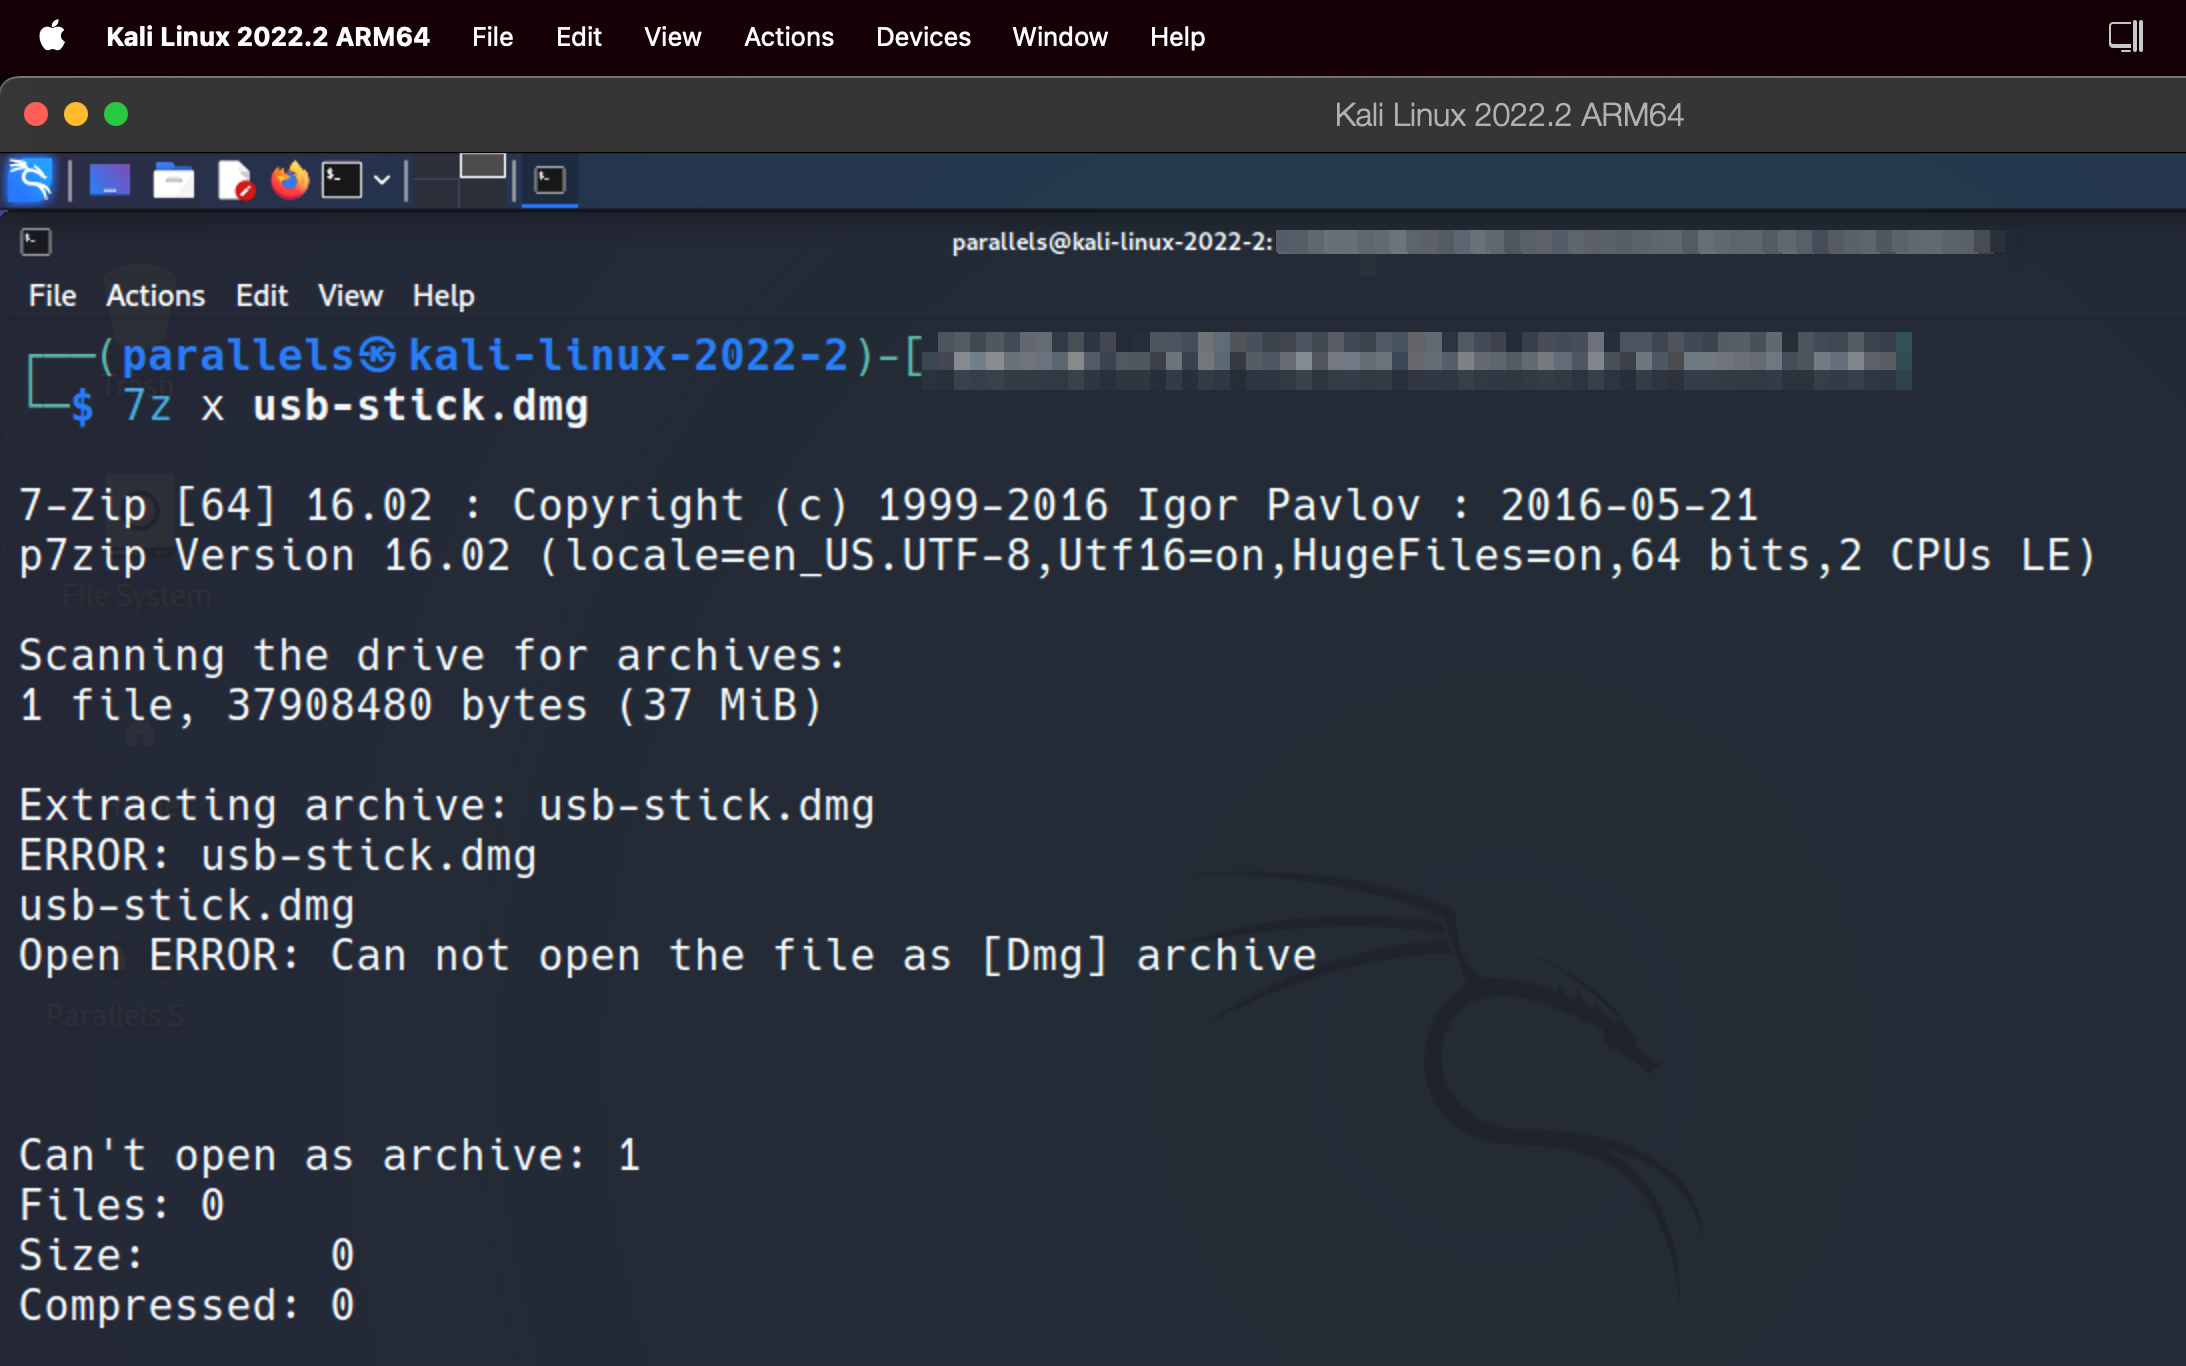 Kali Linux 2022.2 ARM64 File Edit View Actions Devices Window Help
Kali Linux 2022.2 ARM64
parallels@kali-linux-2022-2:
File Actions Edit View Help
(parallels㉿kali-linux-2022-2)-[
$ 7z x usb-stick.dmg
Trash
7-Zip [64] 16.02 : Copyright (c) 1999-2016 Igor Pavlov : 2016-05-21
p7zip Version 16.02 (locale=en_US.UTF-8,Utf16=on,HugeFiles=on,64 bits,2 CPUs LE)
File System
Scanning the drive for archives:
1 file, 37908480 bytes (37 MiB)
Extracting archive: usb-stick.dmg
ERROR: usb-stick.dmg
usb-stick.dmg
Open ERROR: Can not open the file as [Dmg] archive
Parallels S...
Can't open as archive: 1
Files: 0
Size: 0
Compressed: 0